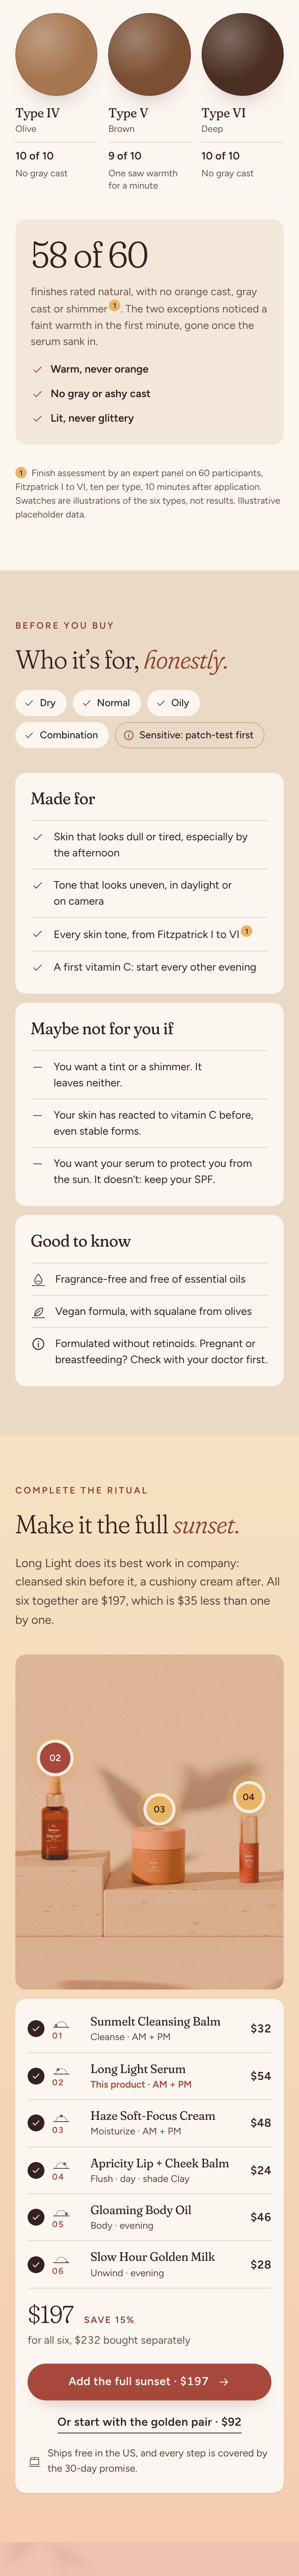 Type IV
Olive
10 of 10
No gray cast
Type V
Brown
9 of 10
One saw warmth
for a minute
Type VI
Deep
10 of 10
No gray cast
58 of 60
finishes rated natural, with no orange cast, gray
cast or shimmer 1. The two exceptions noticed a
faint warmth in the first minute, gone once the
serum sank in.
Warm, never orange
No gray or ashy cast
Lit, never glittery
1 Finish assessment by an expert panel on 60 participants,
Fitzpatrick I to VI, ten per type, 10 minutes after application.
Swatches are illustrations of the six types, not results. Illustrative
placeholder data.
BEFORE YOU BUY
Who it's for, honestly.
Dry
Normal
Oily
Combination
Sensitive: patch-test first
Made for
Skin that looks dull or tired, especially by
the afternoon
Tone that looks uneven, in daylight or
on camera
Every skin tone, from Fitzpatrick I to VI 1
A first vitamin C: start every other evening
Maybe not for you if
You want a tint or a shimmer. It
leaves neither.
Your skin has reacted to vitamin C before,
even stable forms.
You want your serum to protect you from
the sun. It doesn't: keep your SPF.
Good to know
Fragrance-free and free of essential oils
Vegan formula, with squalane from olives
Formulated without retinoids. Pregnant or
breastfeeding? Check with your doctor first.
COMPLETE THE RITUAL
Make it the full sunset.
Long Light does its best work in company:
cleansed skin before it, a cushiony cream after. All
six together are $197, which is $35 less than one
by one.
02
03
04
01
Sunmelt Cleansing Balm
Cleanse · AM + PM
$32
02
Long Light Serum
This product · AM + PM
$54
03
Haze Soft-Focus Cream
Moisturize · AM + PM
$48
04
Apricity Lip + Cheek Balm
Flush · day · shade Clay
$24
05
Gloaming Body Oil
Body · evening
$46
06
Slow Hour Golden Milk
Unwind · evening
$28
$197 SAVE 15%
for all six, $232 bought separately
Add the full sunset · $197 →
Or start with the golden pair · $92
Ships free in the US, and every step is covered by
the 30-day promise.